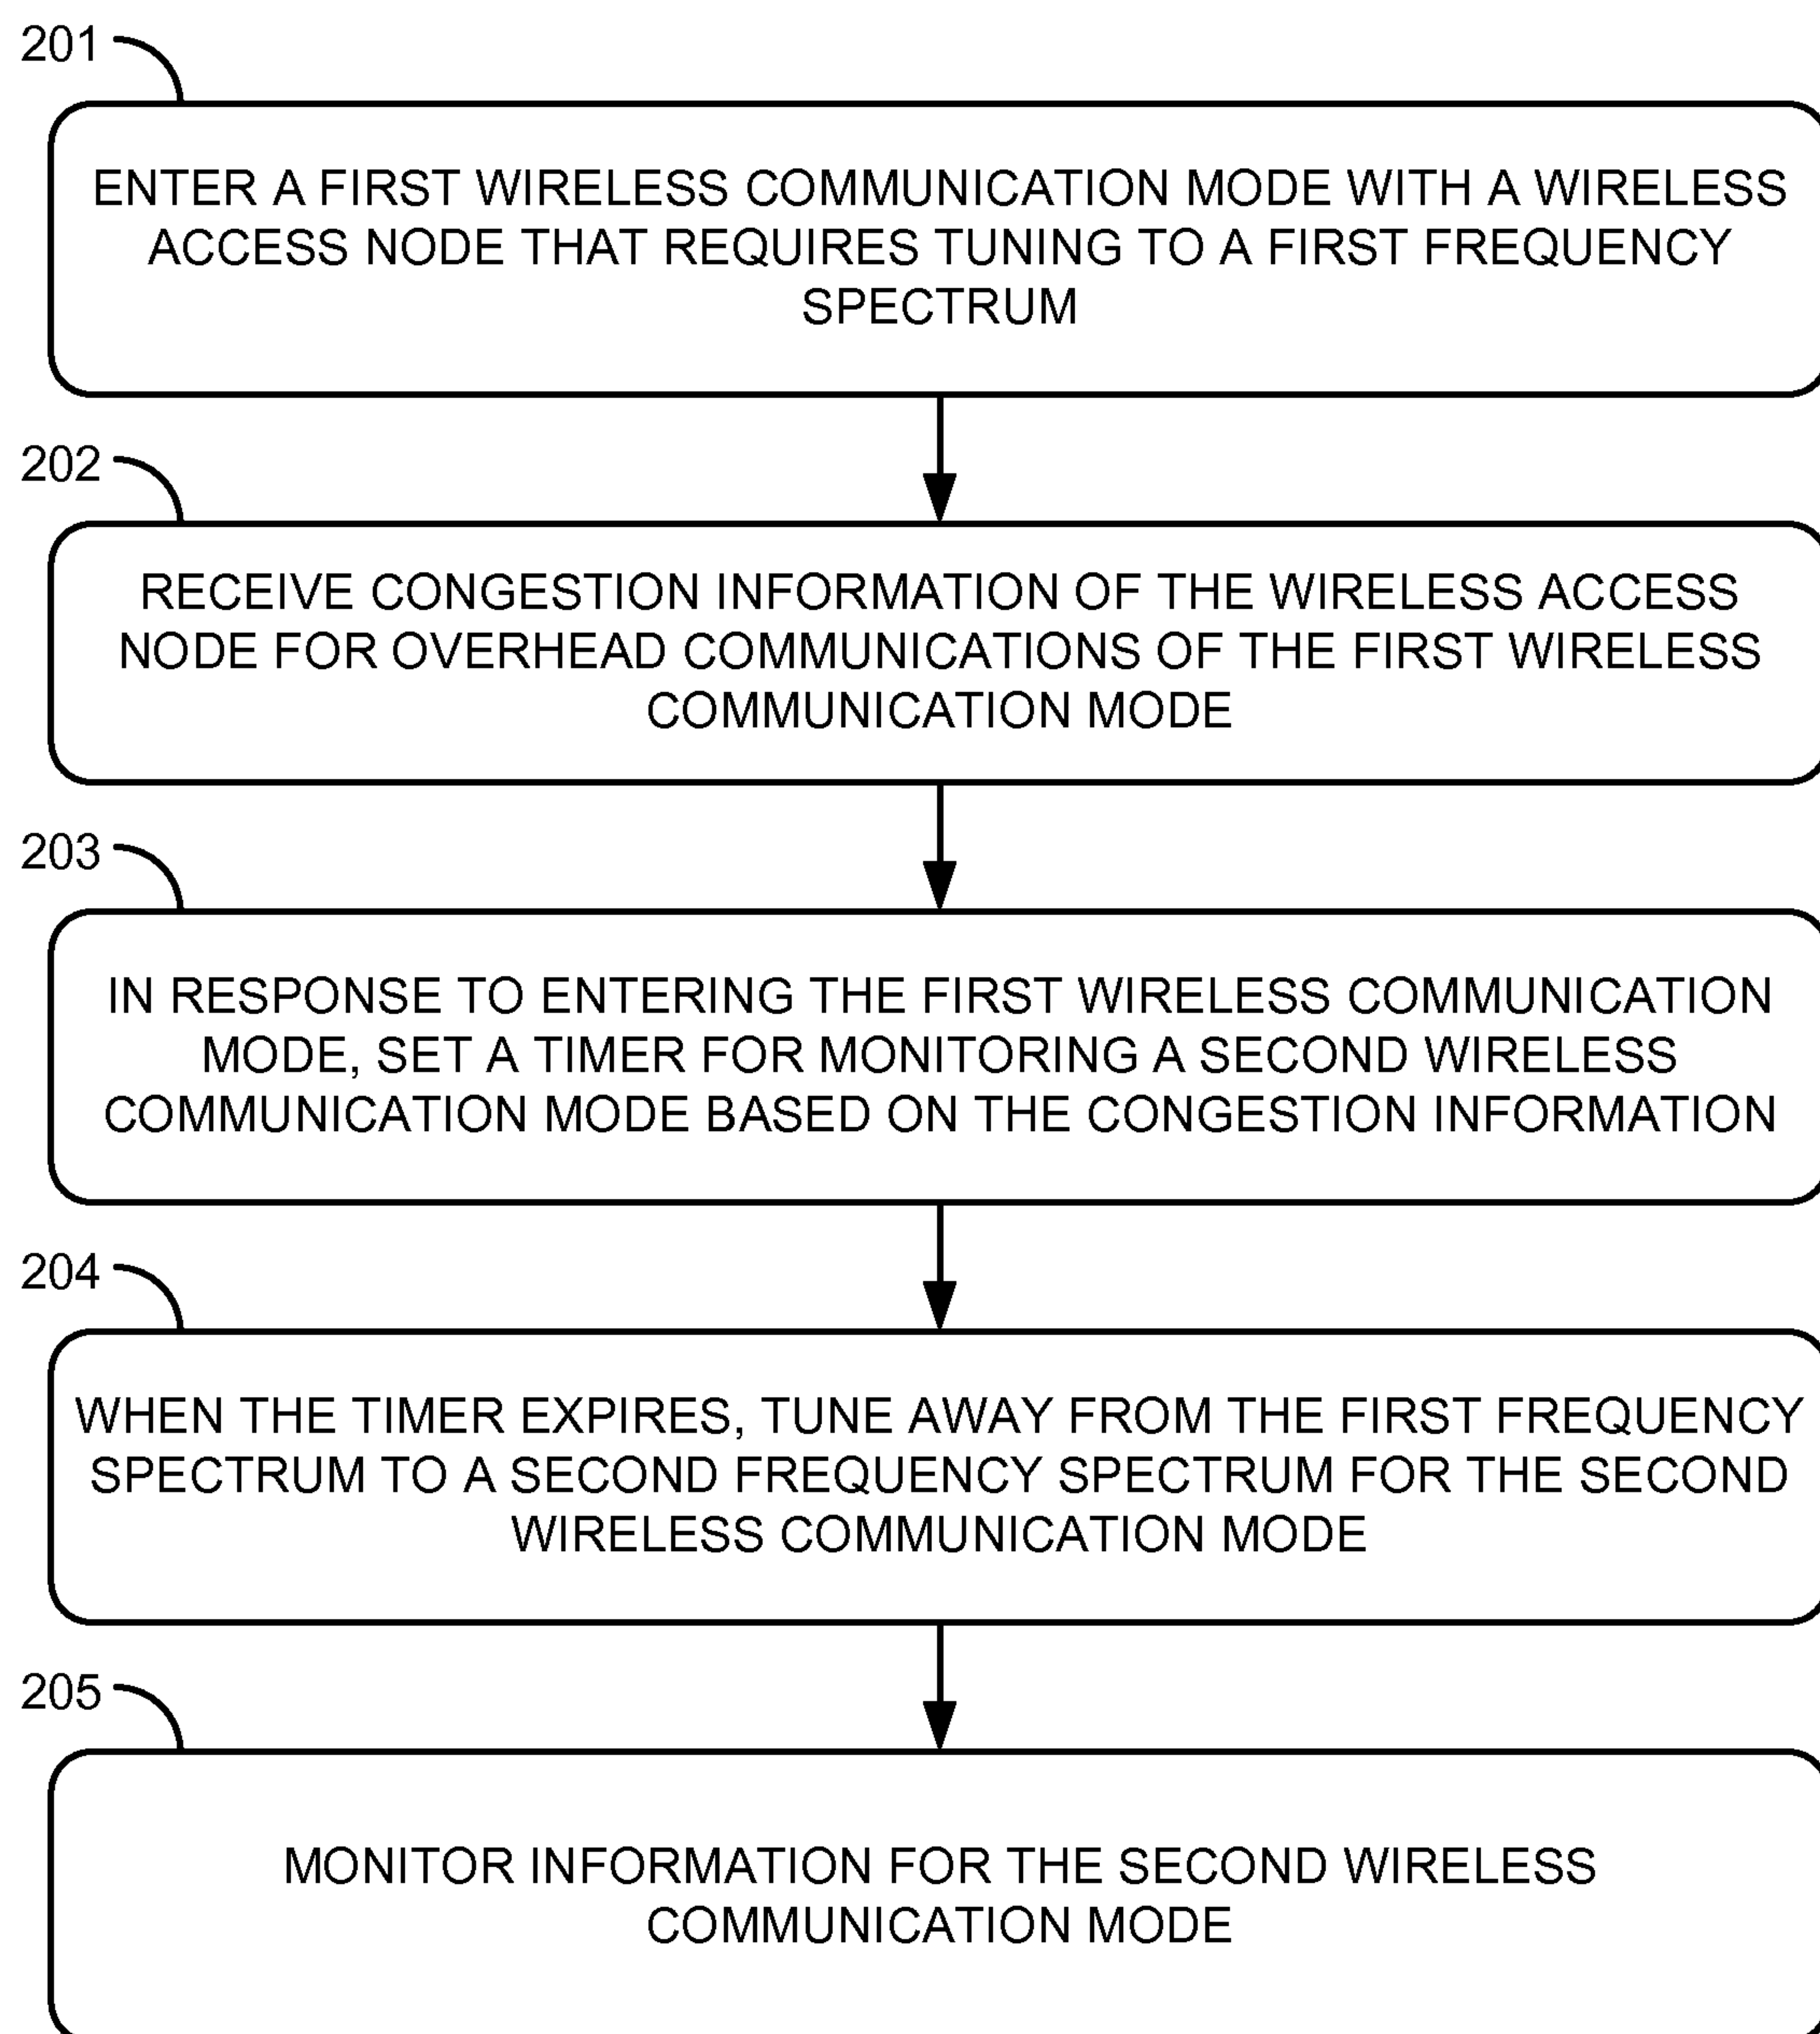 201
ENTER A FIRST WIRELESS COMMUNICATION MODE WITH A WIRELESS
ACCESS NODE THAT REQUIRES TUNING TO A FIRST FREQUENCY
SPECTRUM
202
RECEIVE CONGESTION INFORMATION OF THE WIRELESS ACCESS
NODE FOR OVERHEAD COMMUNICATIONS OF THE FIRST WIRELESS
COMMUNICATION MODE
203
IN RESPONSE TO ENTERING THE FIRST WIRELESS COMMUNICATION
MODE, SET A TIMER FOR MONITORING A SECOND WIRELESS
COMMUNICATION MODE BASED ON THE CONGESTION INFORMATION
204
WHEN THE TIMER EXPIRES, TUNE AWAY FROM THE FIRST FREQUENCY
SPECTRUM TO A SECOND FREQUENCY SPECTRUM FOR THE SECOND
WIRELESS COMMUNICATION MODE
205
MONITOR INFORMATION FOR THE SECOND WIRELESS
COMMUNICATION MODE